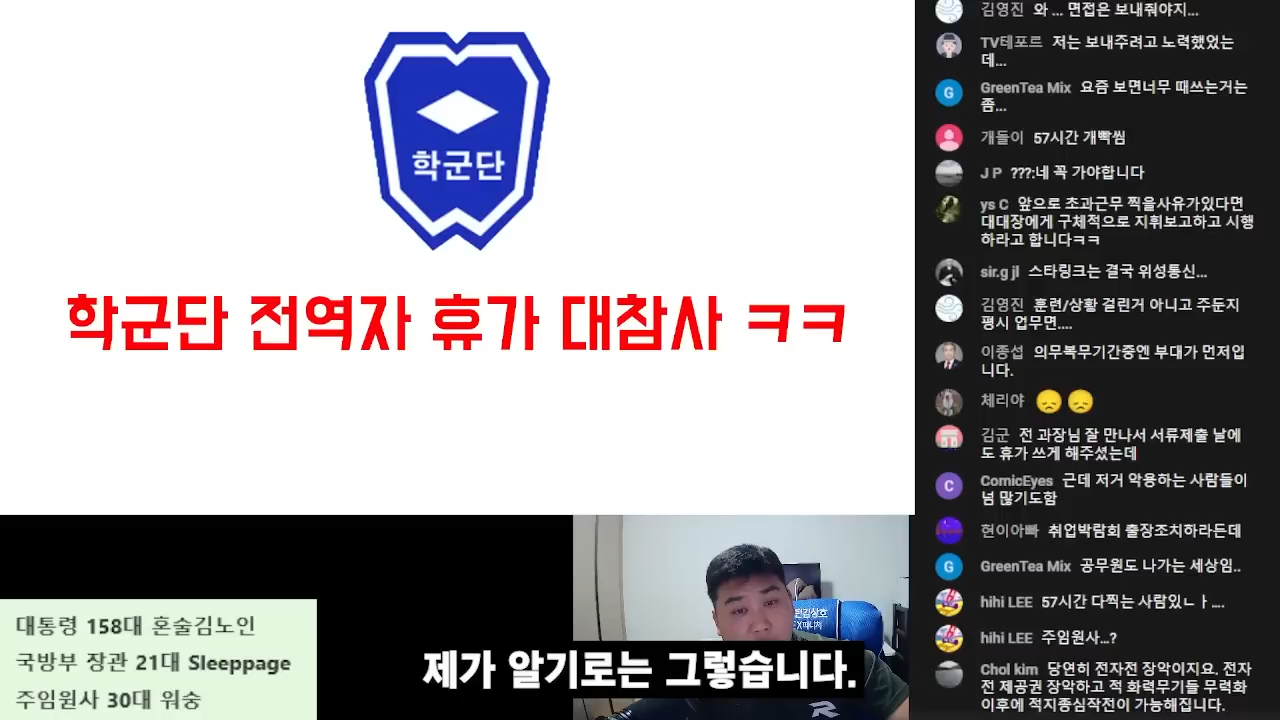 학군단
학군단 전역자 휴가 대참사 ㅋㅋ
대통령 158대 혼술김노인
국방부 장관 21대 Sleeppage
주임원사 30대 워숭
제가 알기로는 그렇습니다.
김영진 와 ... 면접은 보내줘야지...
TV테포르 저는 보내주려고 노력했었는
데...
G
GreenTea Mix 요즘 보면너무 때쓰는거는
좀...
개들이 57시간 개빡씸
J P ???:네 꼭 가야합니다
ys C 앞으로 초과근무 찍을사유가있다면
대대장에게 구체적으로 지휘보고하고 시행
하라고 합니다ㅋㅋ
sir.g jl 스타링크는 결국 위성통신...
김영진 훈련/상황 걸린거 아니고 주둔지
평시 업무면....
이종섭 의무복무기간중엔 부대가 먼저입
니다.
체리야 😞😞
김군 전 과장님 잘 만나서 서류제출 날에
도 휴가 쓰게 해주셨는데
C
ComicEyes 근데 저거 악용하는 사람들이
넘 많기도함
현이아빠 취업박람회 출장조치하라든데
G
GreenTea Mix 공무원도 나가는 세상임..
hihi LEE 57시간 다찍는 사람있ㄴㅏ....
hihi LEE 주임원사...?
Chol kim 당연히 전자전 장악이지요. 전자
전 제공권 장악하고 적 화력무기들 무력화
이후에 적지종심작전이 가능해집니다.